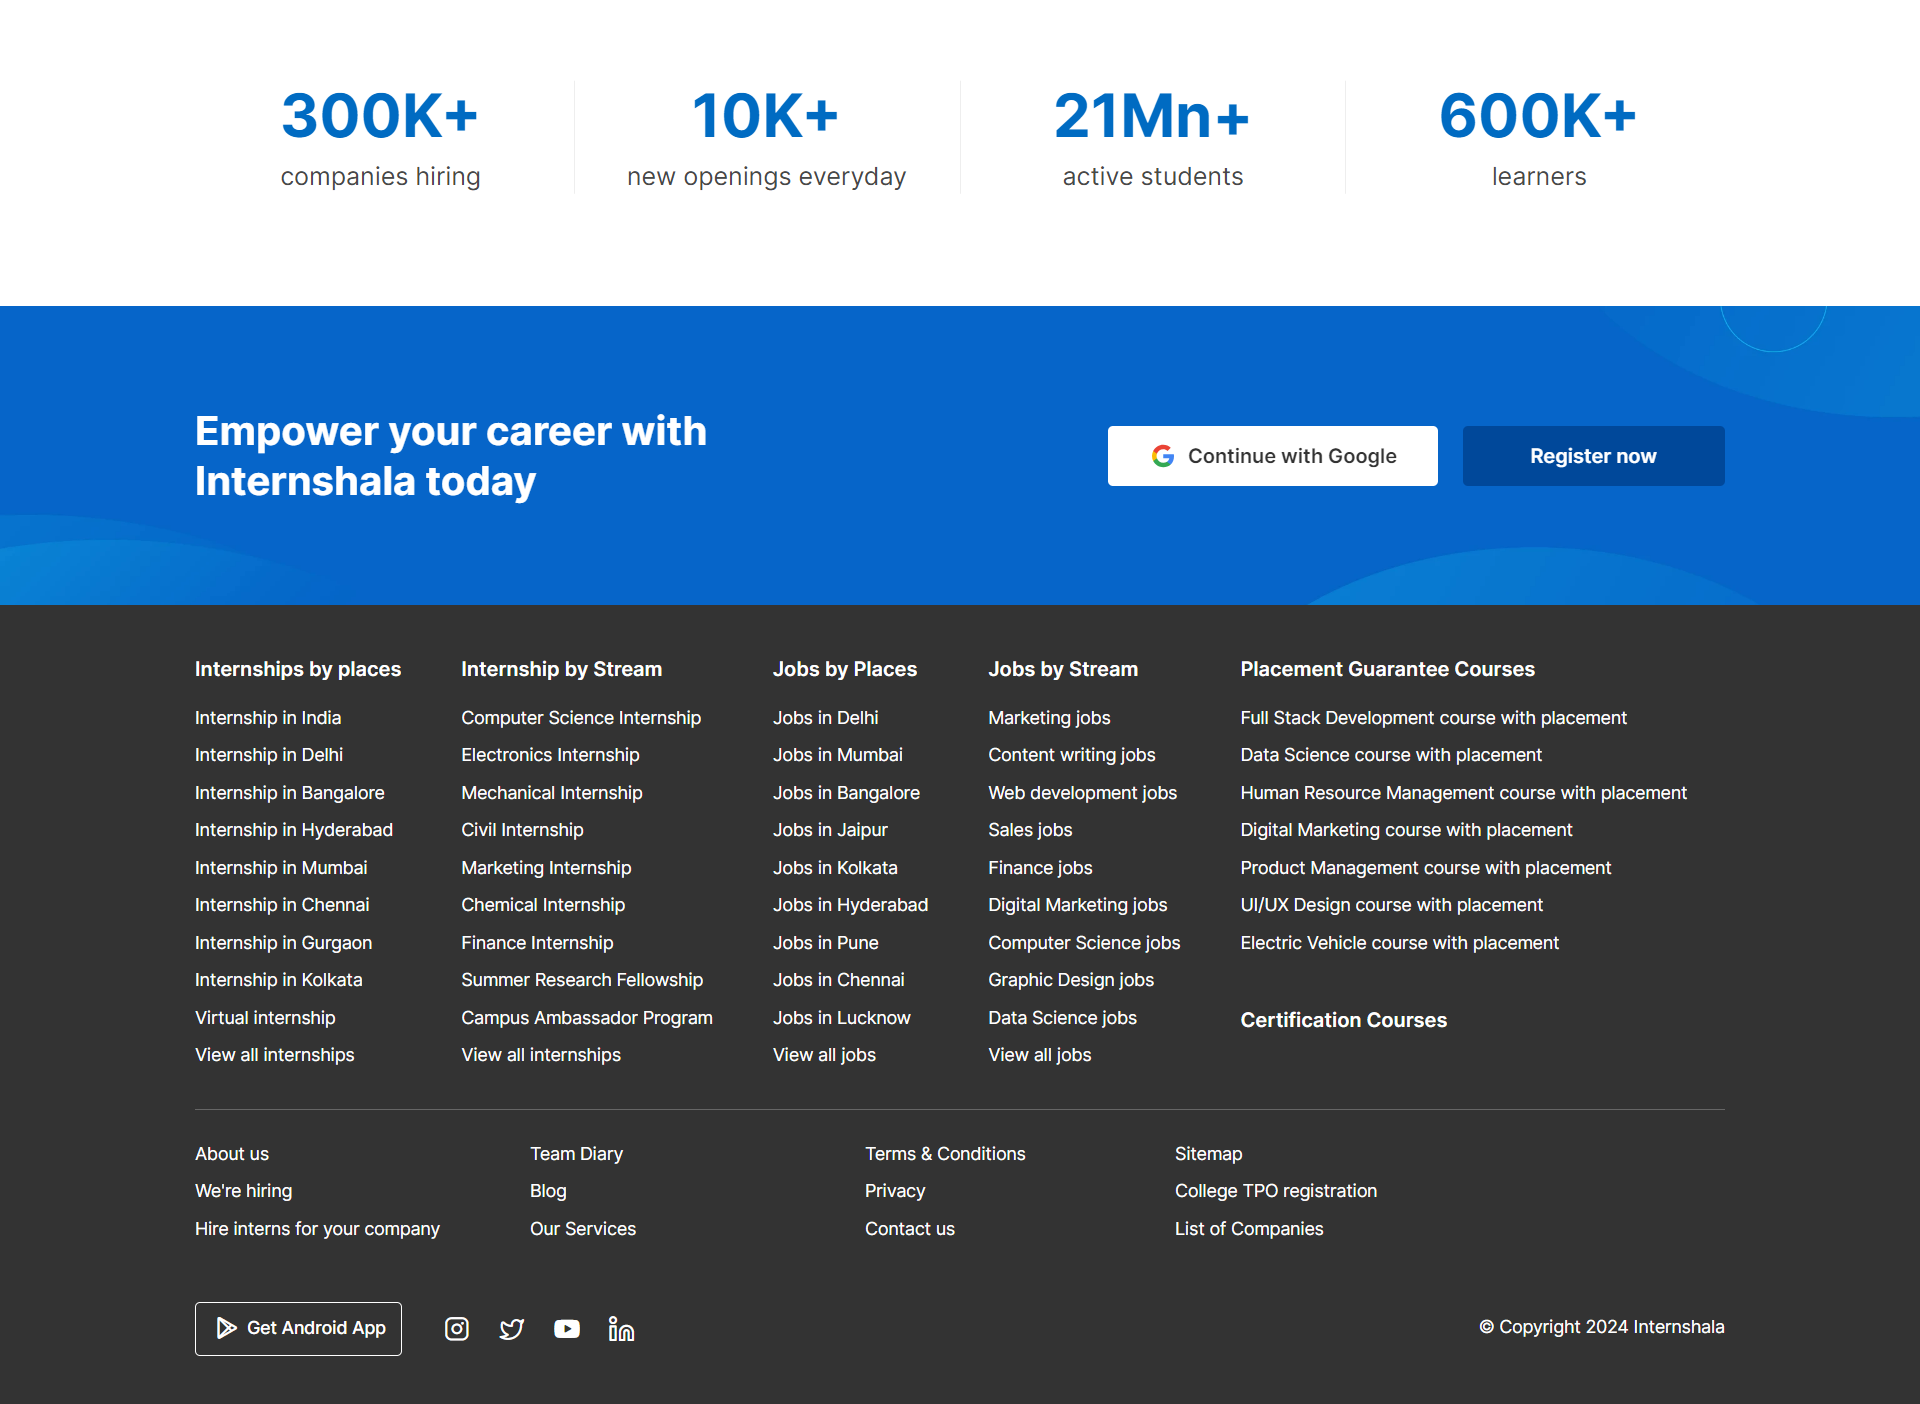 300K+
companies hiring
10K+
new openings everyday
21Mn+
active students
600K+
learners
Empower your career with
Internshala today
Continue with Google
Register now
Internships by places
Internship in India
Internship in Delhi
Internship in Bangalore
Internship in Hyderabad
Internship in Mumbai
Internship in Chennai
Internship in Gurgaon
Internship in Kolkata
Virtual internship
View all internships
Internship by Stream
Computer Science Internship
Electronics Internship
Mechanical Internship
Civil Internship
Marketing Internship
Chemical Internship
Finance Internship
Summer Research Fellowship
Campus Ambassador Program
View all internships
Jobs by Places
Jobs in Delhi
Jobs in Mumbai
Jobs in Bangalore
Jobs in Jaipur
Jobs in Kolkata
Jobs in Hyderabad
Jobs in Pune
Jobs in Chennai
Jobs in Lucknow
View all jobs
Jobs by Stream
Marketing jobs
Content writing jobs
Web development jobs
Sales jobs
Finance jobs
Digital Marketing jobs
Computer Science jobs
Graphic Design jobs
Data Science jobs
View all jobs
Placement Guarantee Courses
Full Stack Development course with placement
Data Science course with placement
Human Resource Management course with placement
Digital Marketing course with placement
Product Management course with placement
UI/UX Design course with placement
Electric Vehicle course with placement
Certification Courses
About us
We're hiring
Hire interns for your company
Team Diary
Blog
Our Services
Terms & Conditions
Privacy
Contact us
Sitemap
College TPO registration
List of Companies
Get Android App
© Copyright 2024 Internshala